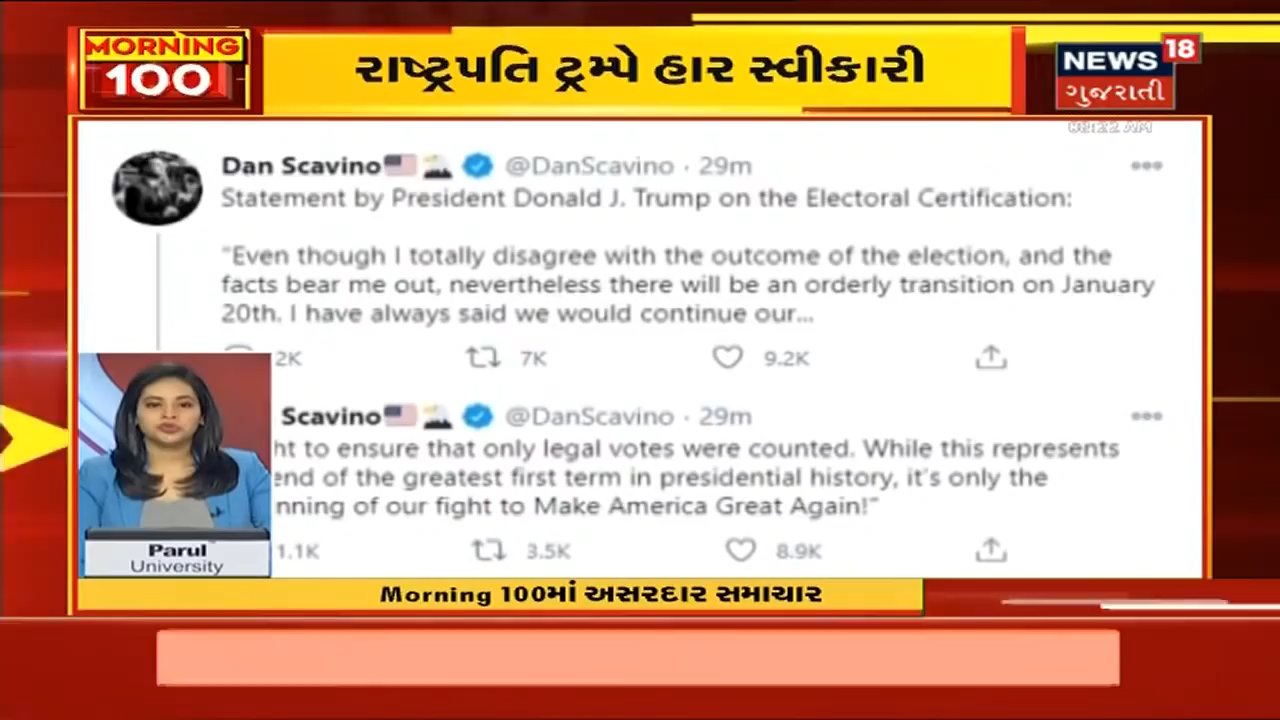 MORNING
100
રાષ્ટ્રપતિ ટ્રમ્પે હાર સ્વીકારી
NEWS 18
ગુજરાતી
Dan Scavino @DanScavino · 29m
Statement by President Donald J. Trump on the Electoral Certification:
"Even though I totally disagree with the outcome of the election, and the
facts bear me out, nevertheless there will be an orderly transition on January
20th. I have always said we would continue our...
2K 7K 9.2K
Scavino @DanScavino · 29m
ht to ensure that only legal votes were counted. While this represents
end of the greatest first term in presidential history, it's only the
nning of our fight to Make America Great Again!"
1.1K 3.5K 8.9K
Parul
University
Morning 100માં અસરદાર સમાચાર